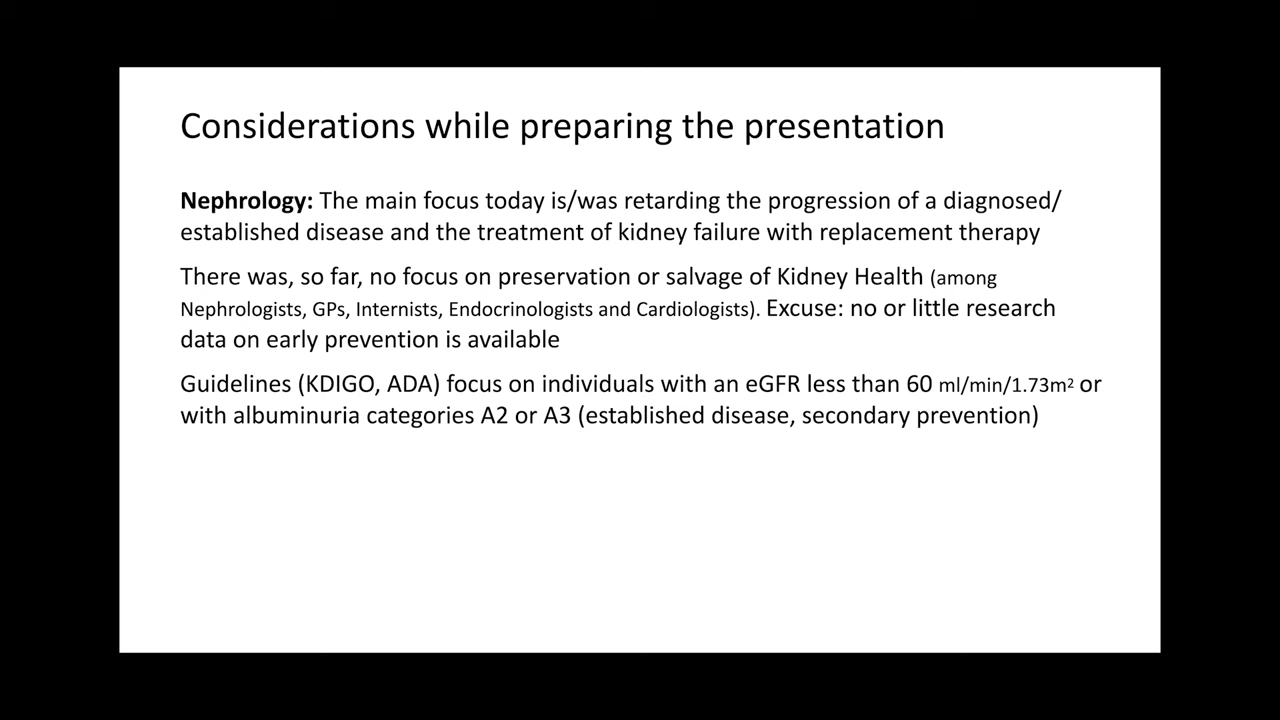 Considerations while preparing the presentation
Nephrology: The main focus today is/was retarding the progression of a diagnosed/
established disease and the treatment of kidney failure with replacement therapy
There was, so far, no focus on preservation or salvage of Kidney Health (among
Nephrologists, GPs, Internists, Endocrinologists and Cardiologists). Excuse: no or little research
data on early prevention is available
Guidelines (KDIGO, ADA) focus on individuals with an eGFR less than 60 ml/min/1.73m² or
with albuminuria categories A2 or A3 (established disease, secondary prevention)